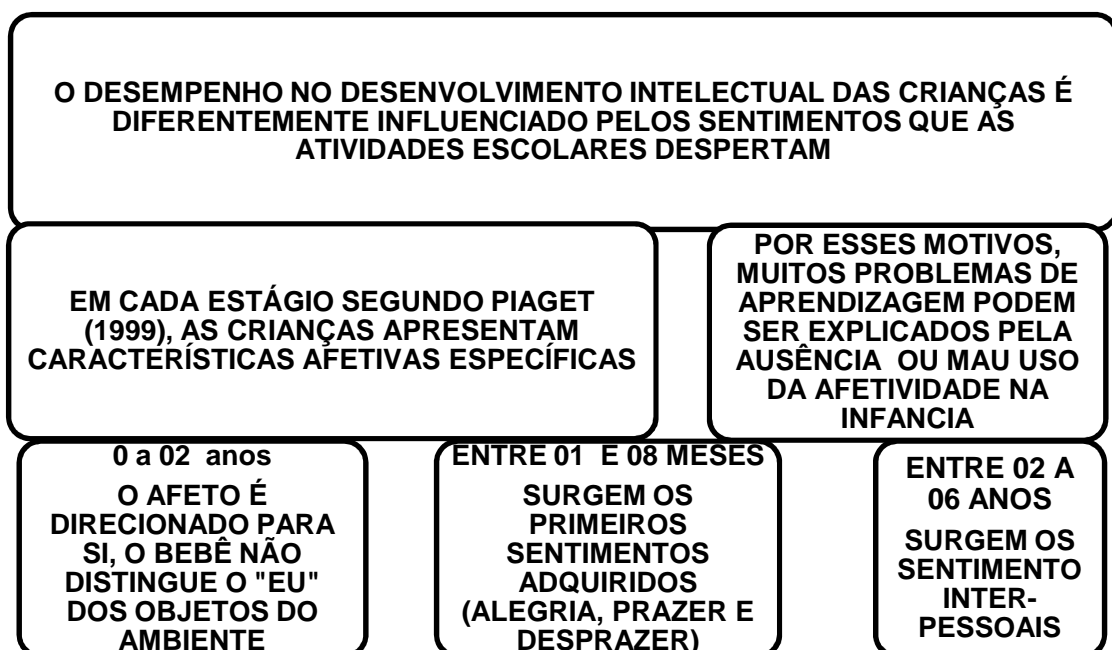 O DESEMPENHO NO DESENVOLVIMENTO INTELECTUAL DAS CRIANÇAS É
DIFERENTEMENTE INFLUENCIADO PELOS SENTIMENTOS QUE AS
ATIVIDADES ESCOLARES DESPERTAM
EM CADA ESTÁGIO SEGUNDO PIAGET
(1999), AS CRIANÇAS APRESENTAM
CARACTERÍSTICAS AFETIVAS ESPECÍFICAS
POR ESSES MOTIVOS,
MUITOS PROBLEMAS DE
APRENDIZAGEM PODEM
SER EXPLICADOS PELA
AUSÊNCIA OU MAU USO
DA AFETIVIDADE NA
INFANCIA
0 a 02 anos
O AFETO É
DIRECIONADO PARA
SI, O BEBÊ NÃO
DISTINGUE O "EU"
DOS OBJETOS DO
AMBIENTE
ENTRE 01 E 08 MESES
SURGEM OS
PRIMEIROS
SENTIMENTOS
ADQUIRIDOS
(ALEGRIA, PRAZER E
DESPRAZER)
ENTRE 02 A
06 ANOS
SURGEM OS
SENTIMENTO
INTER-
PESSOAIS